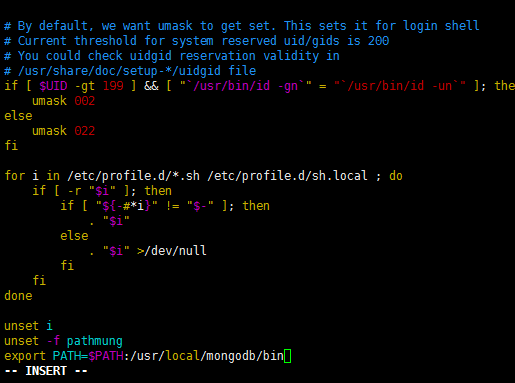 # By default, we want umask to get set. This sets it for login shell
# Current threshold for system reserved uid/gids is 200
# You could check uidgid reservation validity in
# /usr/share/doc/setup-*/uidgid file
if [ $UID -gt 199 ] && [ "`/usr/bin/id -gn`" = "`/usr/bin/id -un`" ]; the
    umask 002
else
    umask 022
fi

for i in /etc/profile.d/*.sh /etc/profile.d/sh.local ; do
    if [ -r "$i" ]; then
        if [ "${-#*i}" != "$-" ]; then
            . "$i"
        else
            . "$i" >/dev/null
        fi
    fi
done

unset i
unset -f pathmung
export PATH=$PATH:/usr/local/mongodb/bin
-- INSERT --